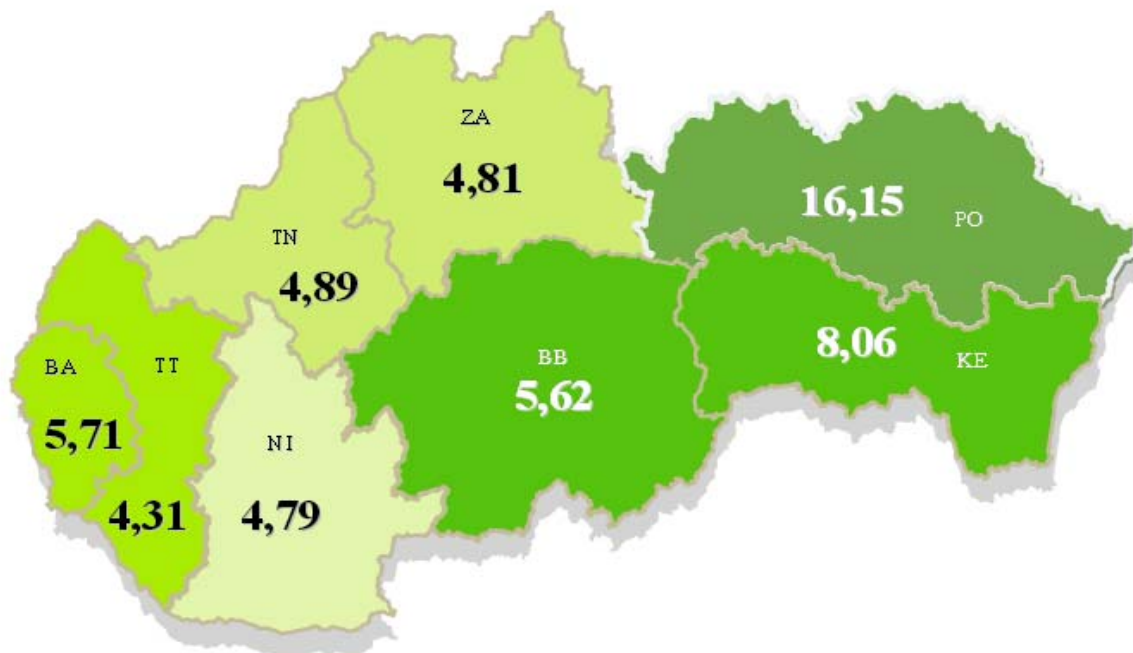 ZA
4,81
16,15
PO
TN
4,89
BB
5,62
8,06
KE
BA
5,71
TT
4,31
NI
4,79